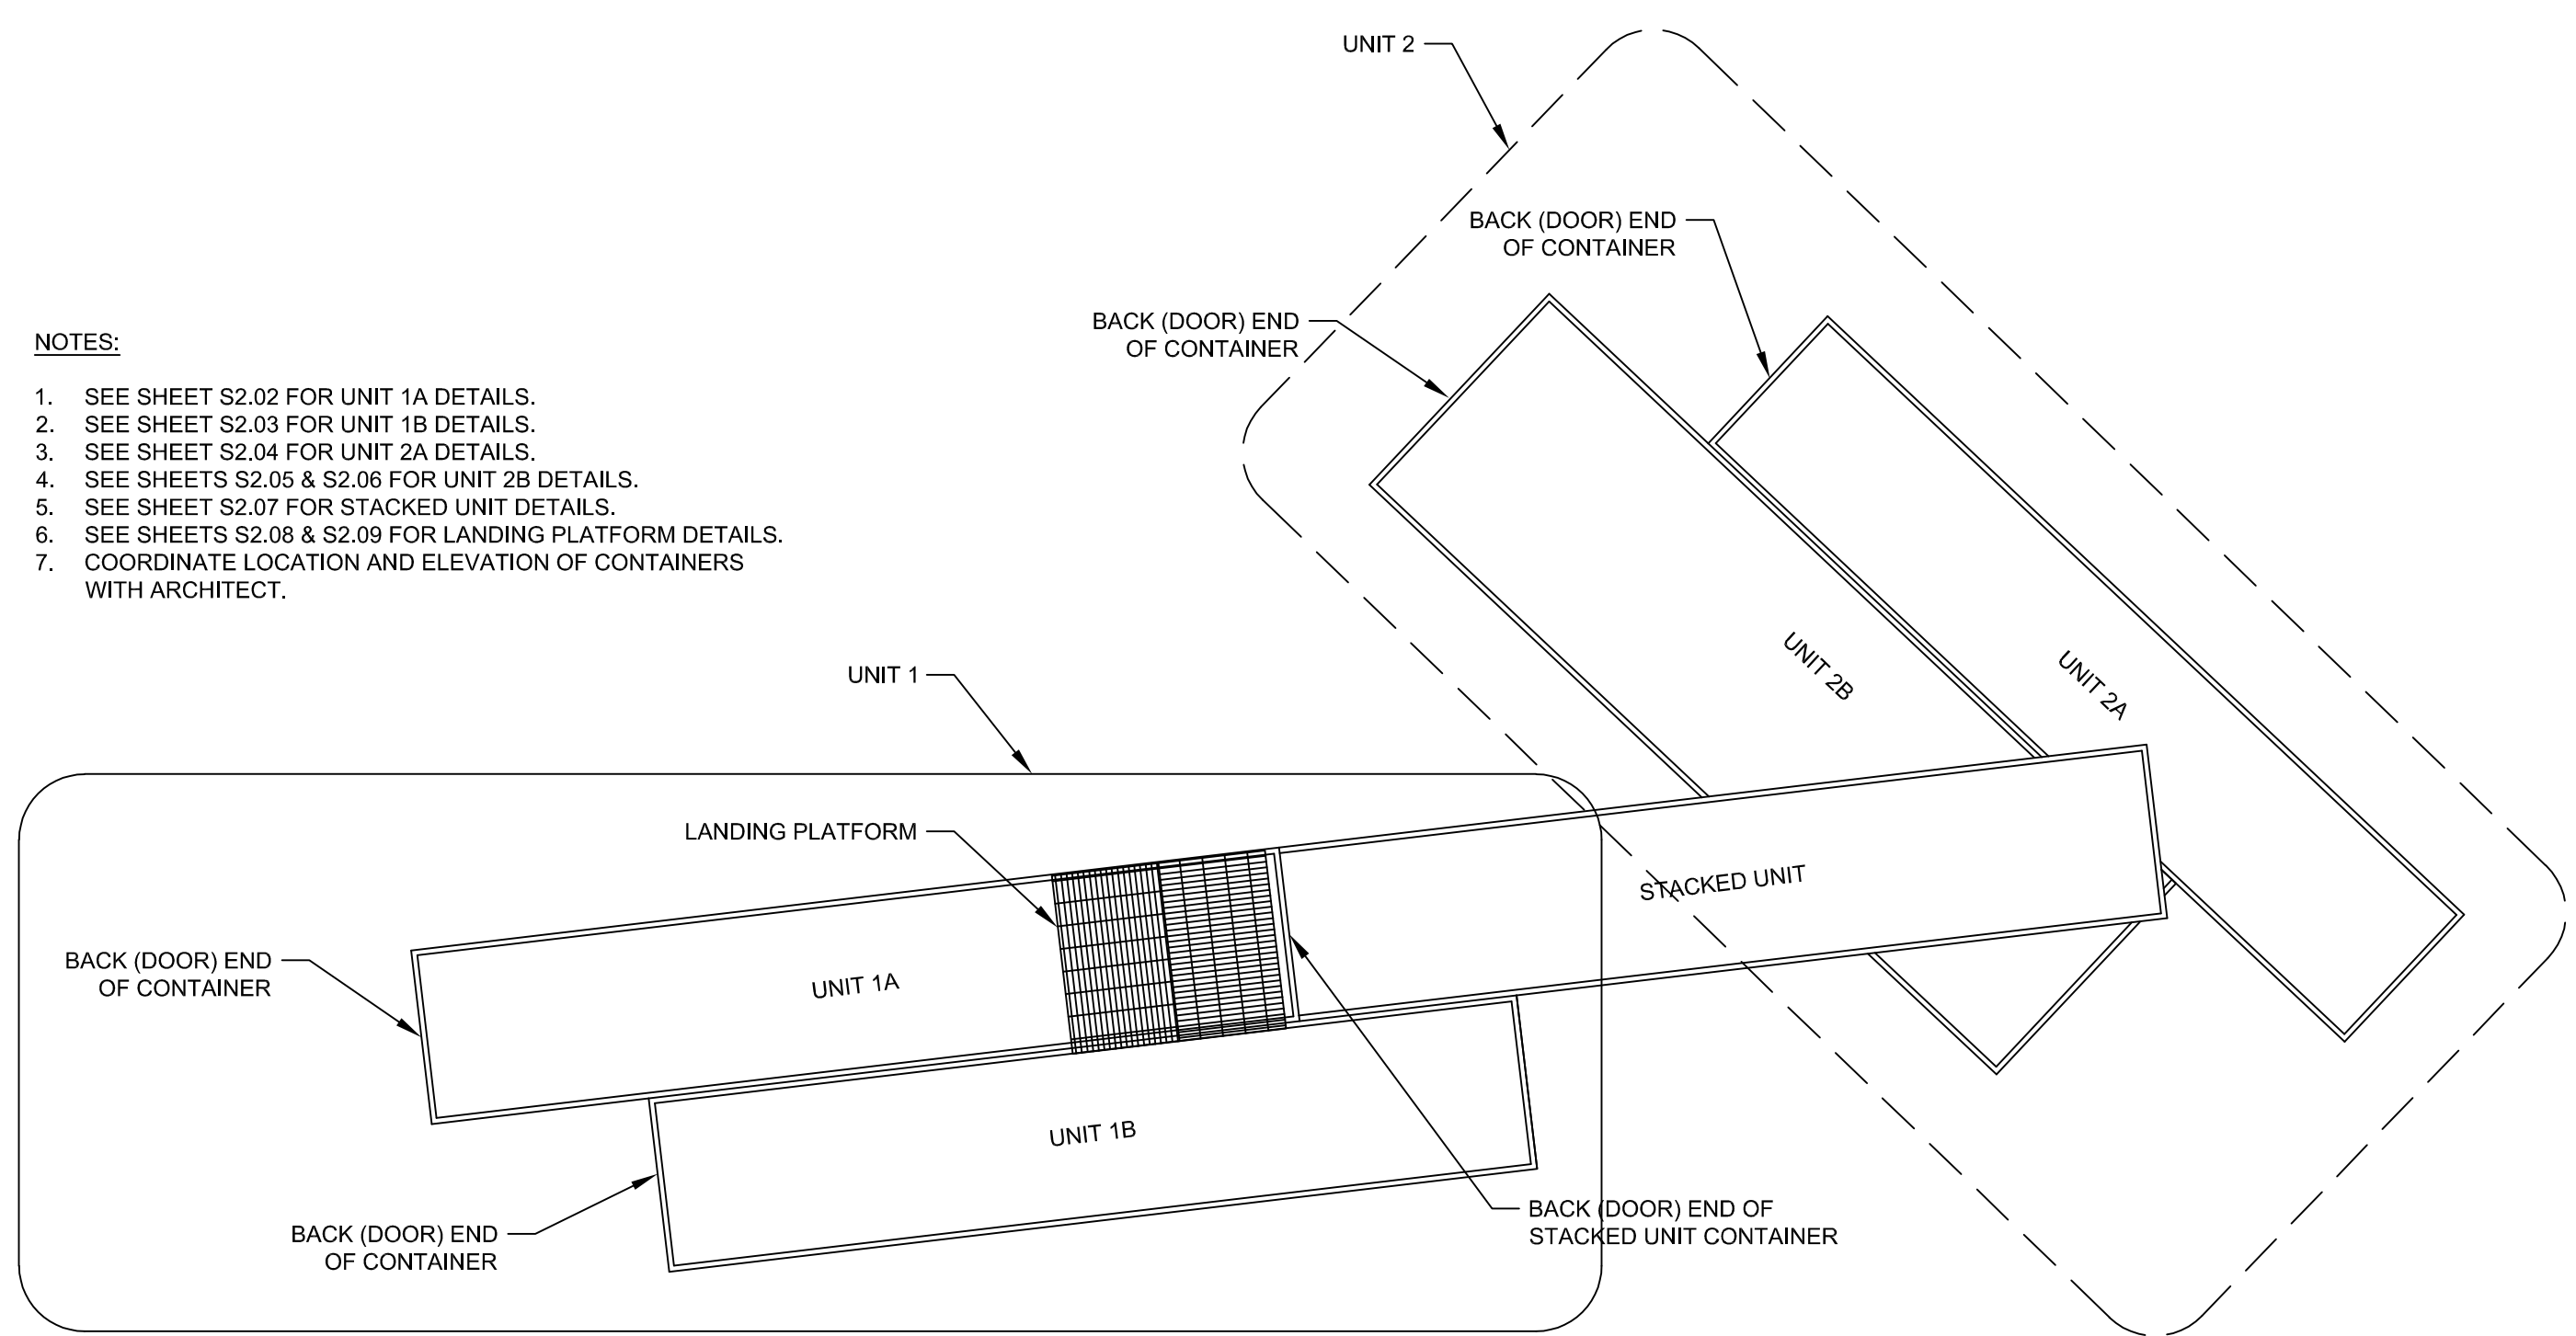 UNIT 2
BACK (DOOR) END
OF CONTAINER
BACK (DOOR) END
OF CONTAINER
NOTES:
1. SEE SHEET S2.02 FOR UNIT 1A DETAILS.
2. SEE SHEET S2.03 FOR UNIT 1B DETAILS.
3. SEE SHEET S2.04 FOR UNIT 2A DETAILS.
4. SEE SHEETS S2.05 & S2.06 FOR UNIT 2B DETAILS.
5. SEE SHEET S2.07 FOR STACKED UNIT DETAILS.
6. SEE SHEETS S2.08 & S2.09 FOR LANDING PLATFORM DETAILS.
7. COORDINATE LOCATION AND ELEVATION OF CONTAINERS
WITH ARCHITECT.
UNIT 2B
UNIT 2A
UNIT 1
LANDING PLATFORM
STACKED UNIT
BACK (DOOR) END
OF CONTAINER
UNIT 1A
UNIT 1B
BACK (DOOR) END
OF CONTAINER
BACK (DOOR) END OF
STACKED UNIT CONTAINER